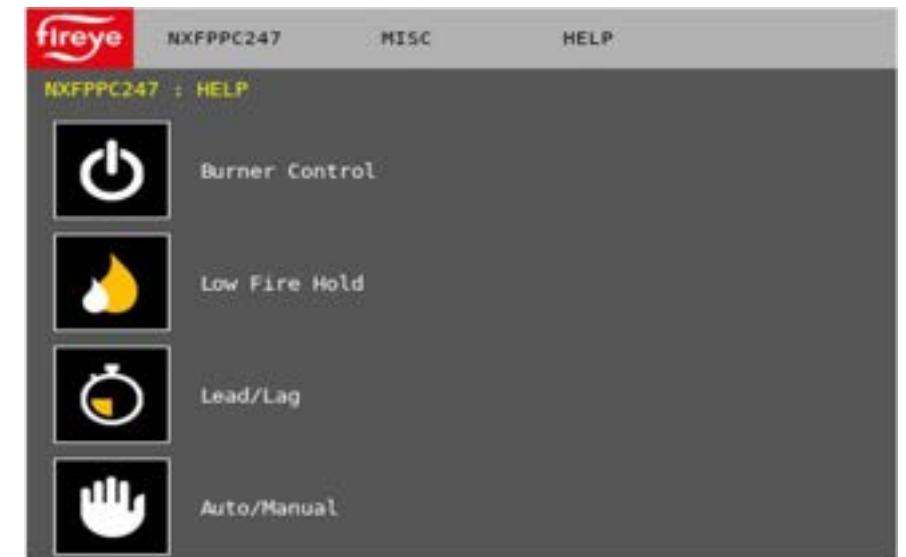 fireye NXFPPC247 MISC HELP
NXFPPC247 : HELP
Burner Control
Low Fire Hold
Lead/Lag
Auto/Manual